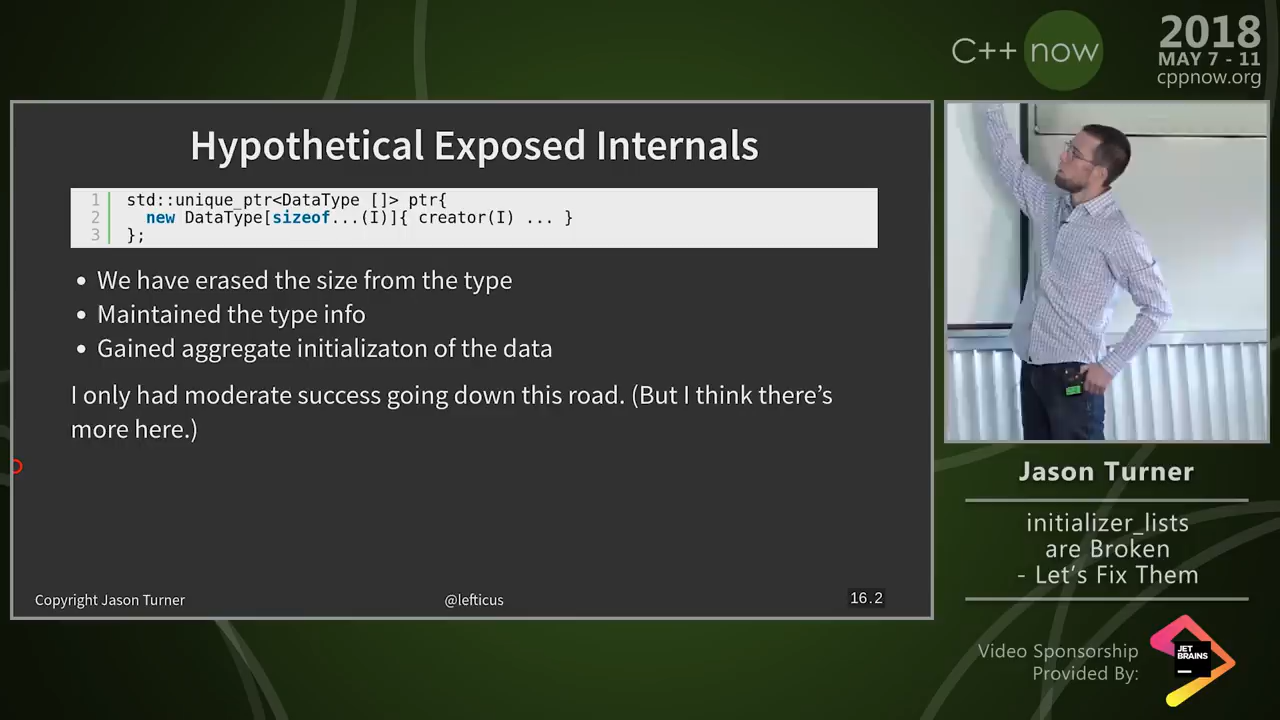 C++ now
2018
MAY 7 - 11
cppnow.org
Hypothetical Exposed Internals
1 std::unique_ptr<DataType []> ptr{
2 new DataType[sizeof...(I)]{ creator(I) ... }
3 };
• We have erased the size from the type
• Maintained the type info
• Gained aggregate initializaton of the data
I only had moderate success going down this road. (But I think there’s
more here.)
Copyright Jason Turner
@lefticus
16.2
Jason Turner
initializer_lists
are Broken
- Let’s Fix Them
Video Sponsorship
Provided By:
JET
BRAINS